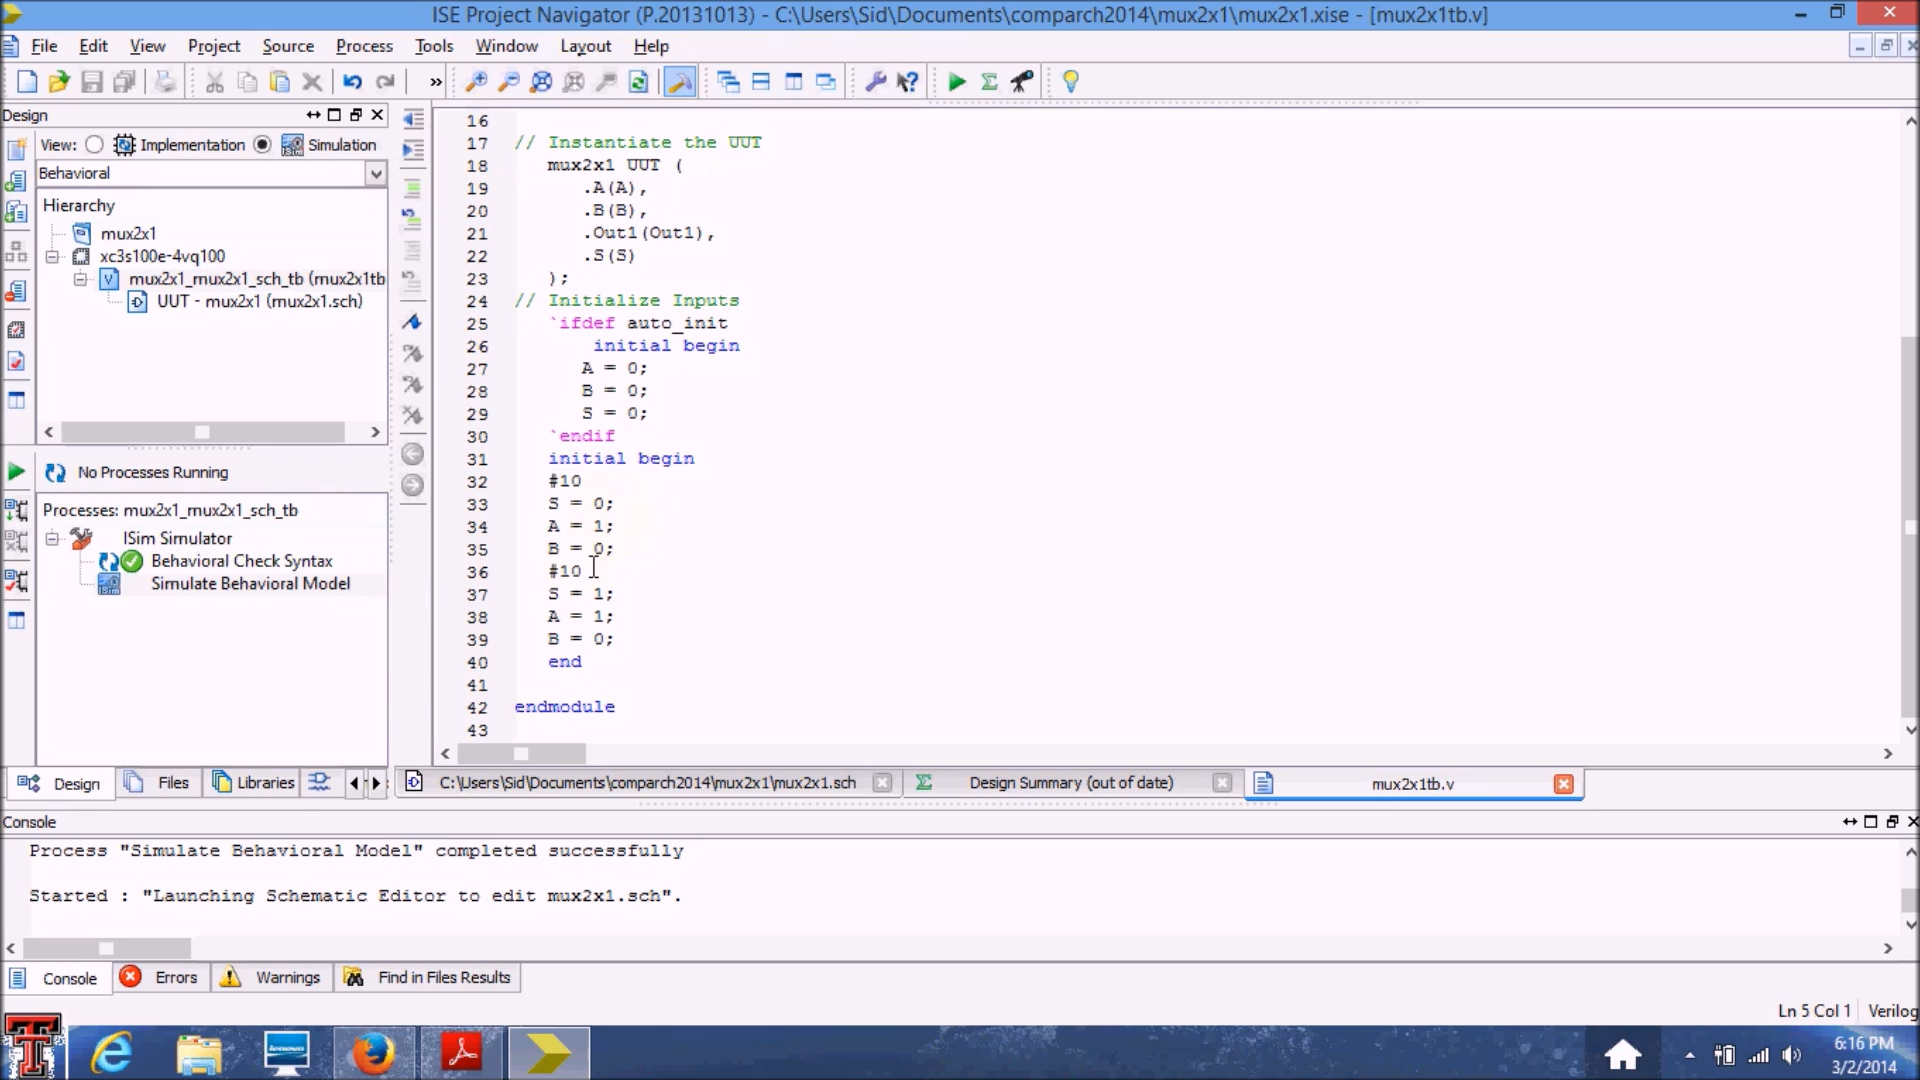 ISE Project Navigator (P.20131013) - C:\Users\Sid\Documents\comparch2014\mux2x1\mux2x1.xise - [mux2x1tb.v]
File Edit View Project Source Process Tools Window Layout Help
Design
View: Implementation Simulation
Behavioral
Hierarchy
mux2x1
xc3s100e-4vq100
mux2x1_mux2x1_sch_tb (mux2x1tb
UUT - mux2x1 (mux2x1.sch)
No Processes Running
Processes: mux2x1_mux2x1_sch_tb
ISim Simulator
Behavioral Check Syntax
Simulate Behavioral Model
16
17 // Instantiate the UUT
18 mux2x1 UUT (
19 .A(A),
20 .B(B),
21 .Out1(Out1),
22 .S(S)
23 );
24 // Initialize Inputs
25 `ifdef auto_init
26 initial begin
27 A = 0;
28 B = 0;
29 S = 0;
30 `endif
31 initial begin
32 #10
33 S = 0;
34 A = 1;
35 B = 0;
36 #10
37 S = 1;
38 A = 1;
39 B = 0;
40 end
41
42 endmodule
43
Design Files Libraries
C:\Users\Sid\Documents\comparch2014\mux2x1\mux2x1.sch Design Summary (out of date) mux2x1tb.v
Console
Process "Simulate Behavioral Model" completed successfully
Started : "Launching Schematic Editor to edit mux2x1.sch".
Console Errors Warnings Find in Files Results
Ln 5 Col 1 Verilog
6:16 PM
3/2/2014